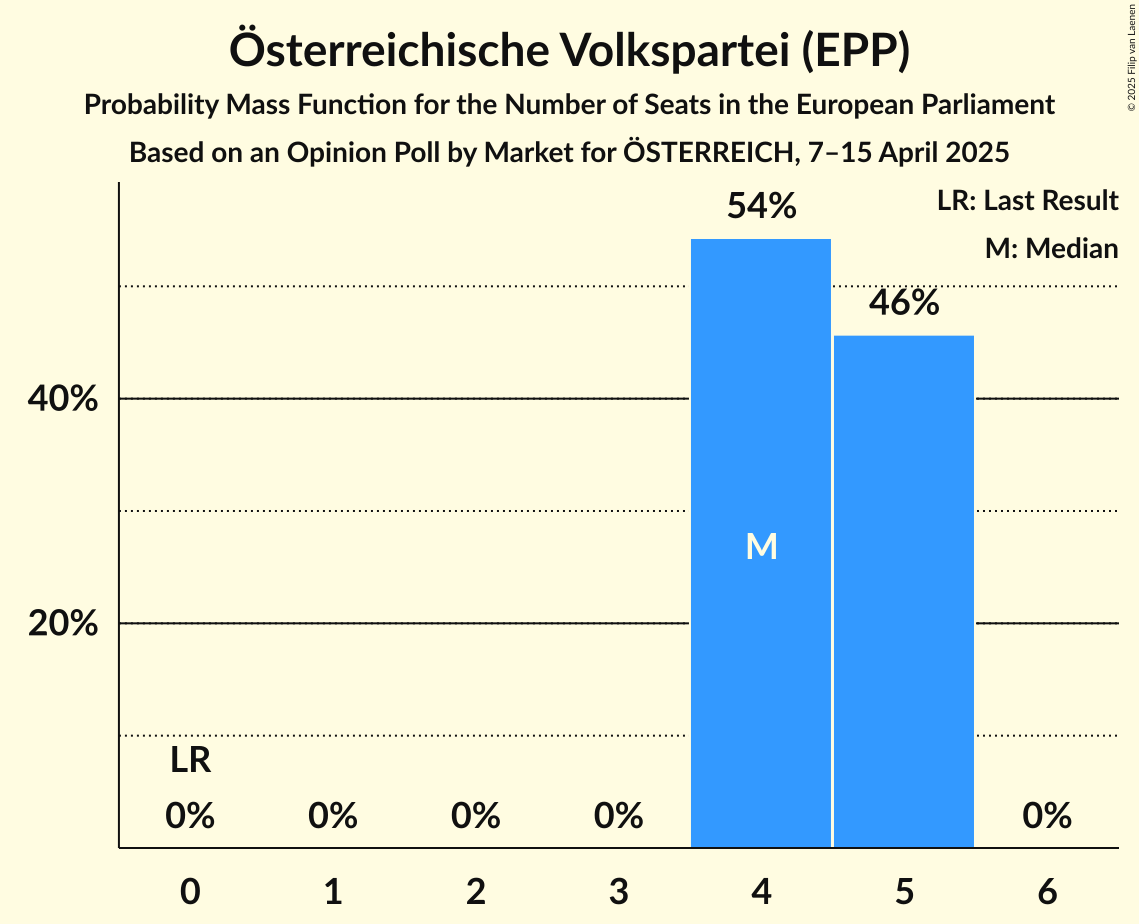 Österreichische Volkspartei (EPP)
Probability Mass Function for the Number of Seats in the European Parliament
Based on an Opinion Poll by Market for ÖSTERREICH, 7–15 April 2025
© 2025 Filip van Laenen
LR: Last Result
M: Median
54%
46%
40%
20%
M
LR
0%
0%
0%
0%
0%
0
1
2
3
4
5
6